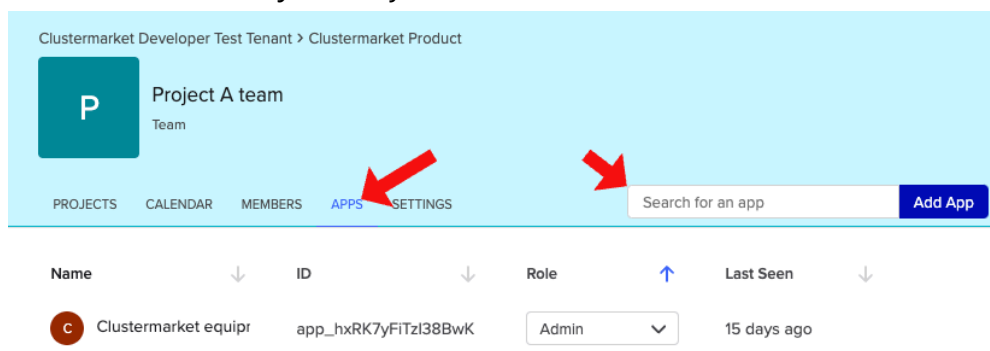 Clustermarket Developer Test Tenant > Clustermarket Product
P
Project A team
Team
PROJECTS CALENDAR MEMBERS APPS SETTINGS Search for an app Add App
Name ID Role Last Seen
C Clustermarket equipr app_hxRK7yFiTzI38BwK Admin 15 days ago